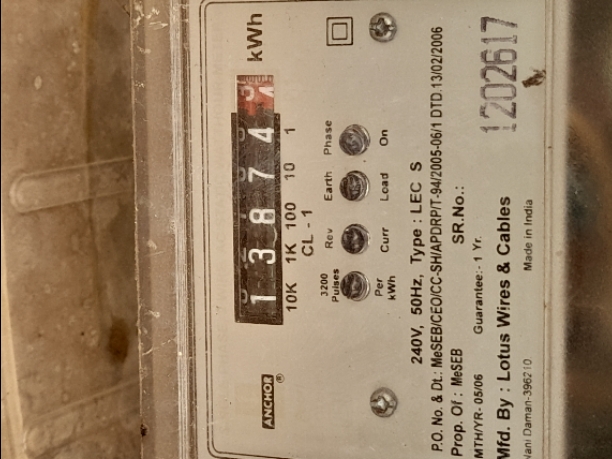 ANCHOR®
1 3 8 7 4 kWh
10K 1K 100 10 1
CL - 1
3200 Pulses Rev Earth Phase
Per kWh Curr Load On
240V, 50Hz, Type : LEC S
P.O. No. & Dt.: MeSEB/CEO/CC-SH/APDRP/T-94/2005-06/1 DTD.13/02/2006
Prop. Of : MeSEB SR.No.:
1202617
MTH/YR- 05/06 Guarantee:- 1 Yr.
Mfd. By : Lotus Wires & Cables
Nani Daman-396210 Made in India